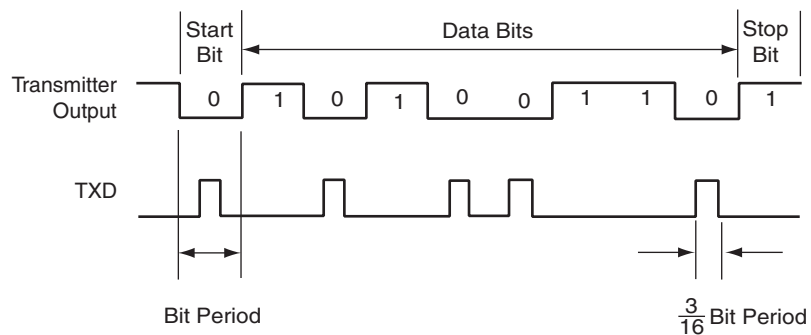 Start
Bit
Data Bits
Stop
Bit
Transmitter
Output
0 1 0 1 0 0 1 1 0 1
TXD
Bit Period
3/16 Bit Period